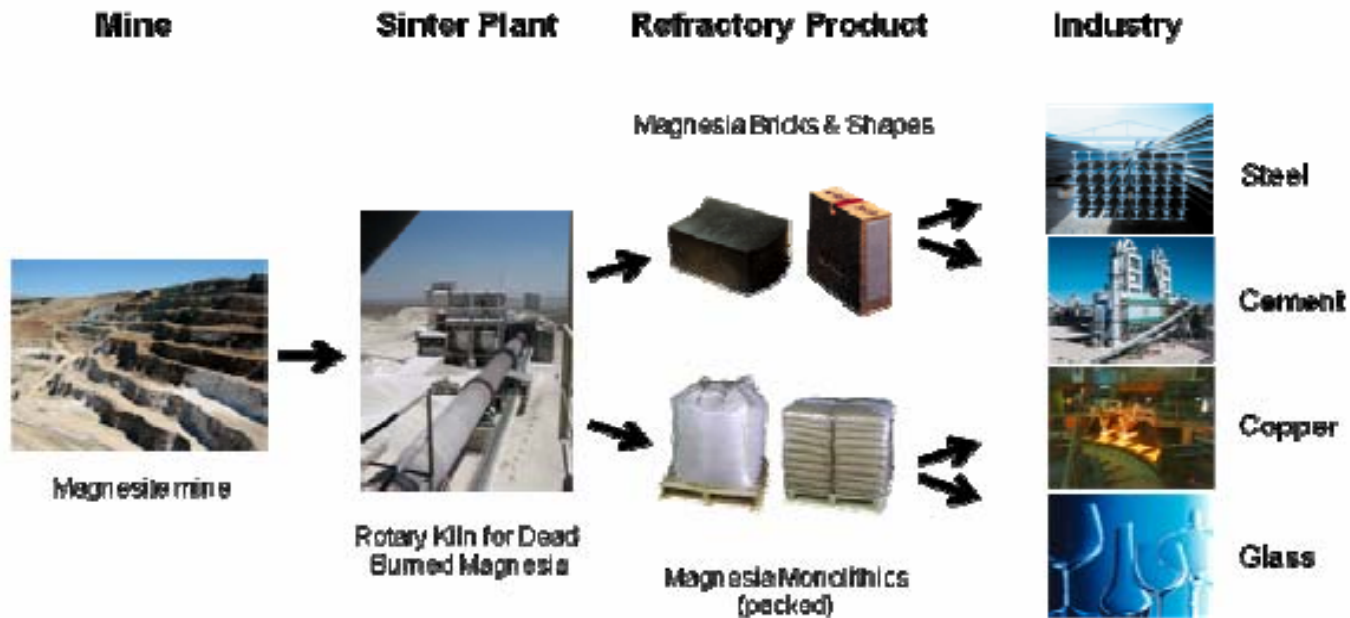 Mine
Sinter Plant
Refractory Product
Industry
Magnesia Bricks & Shapes
Steel
Cement
Copper
Glass
Magnesite mine
Rotary Kiln for Dead
Burned Magnesia
Magnesia Monolithics
(packed)